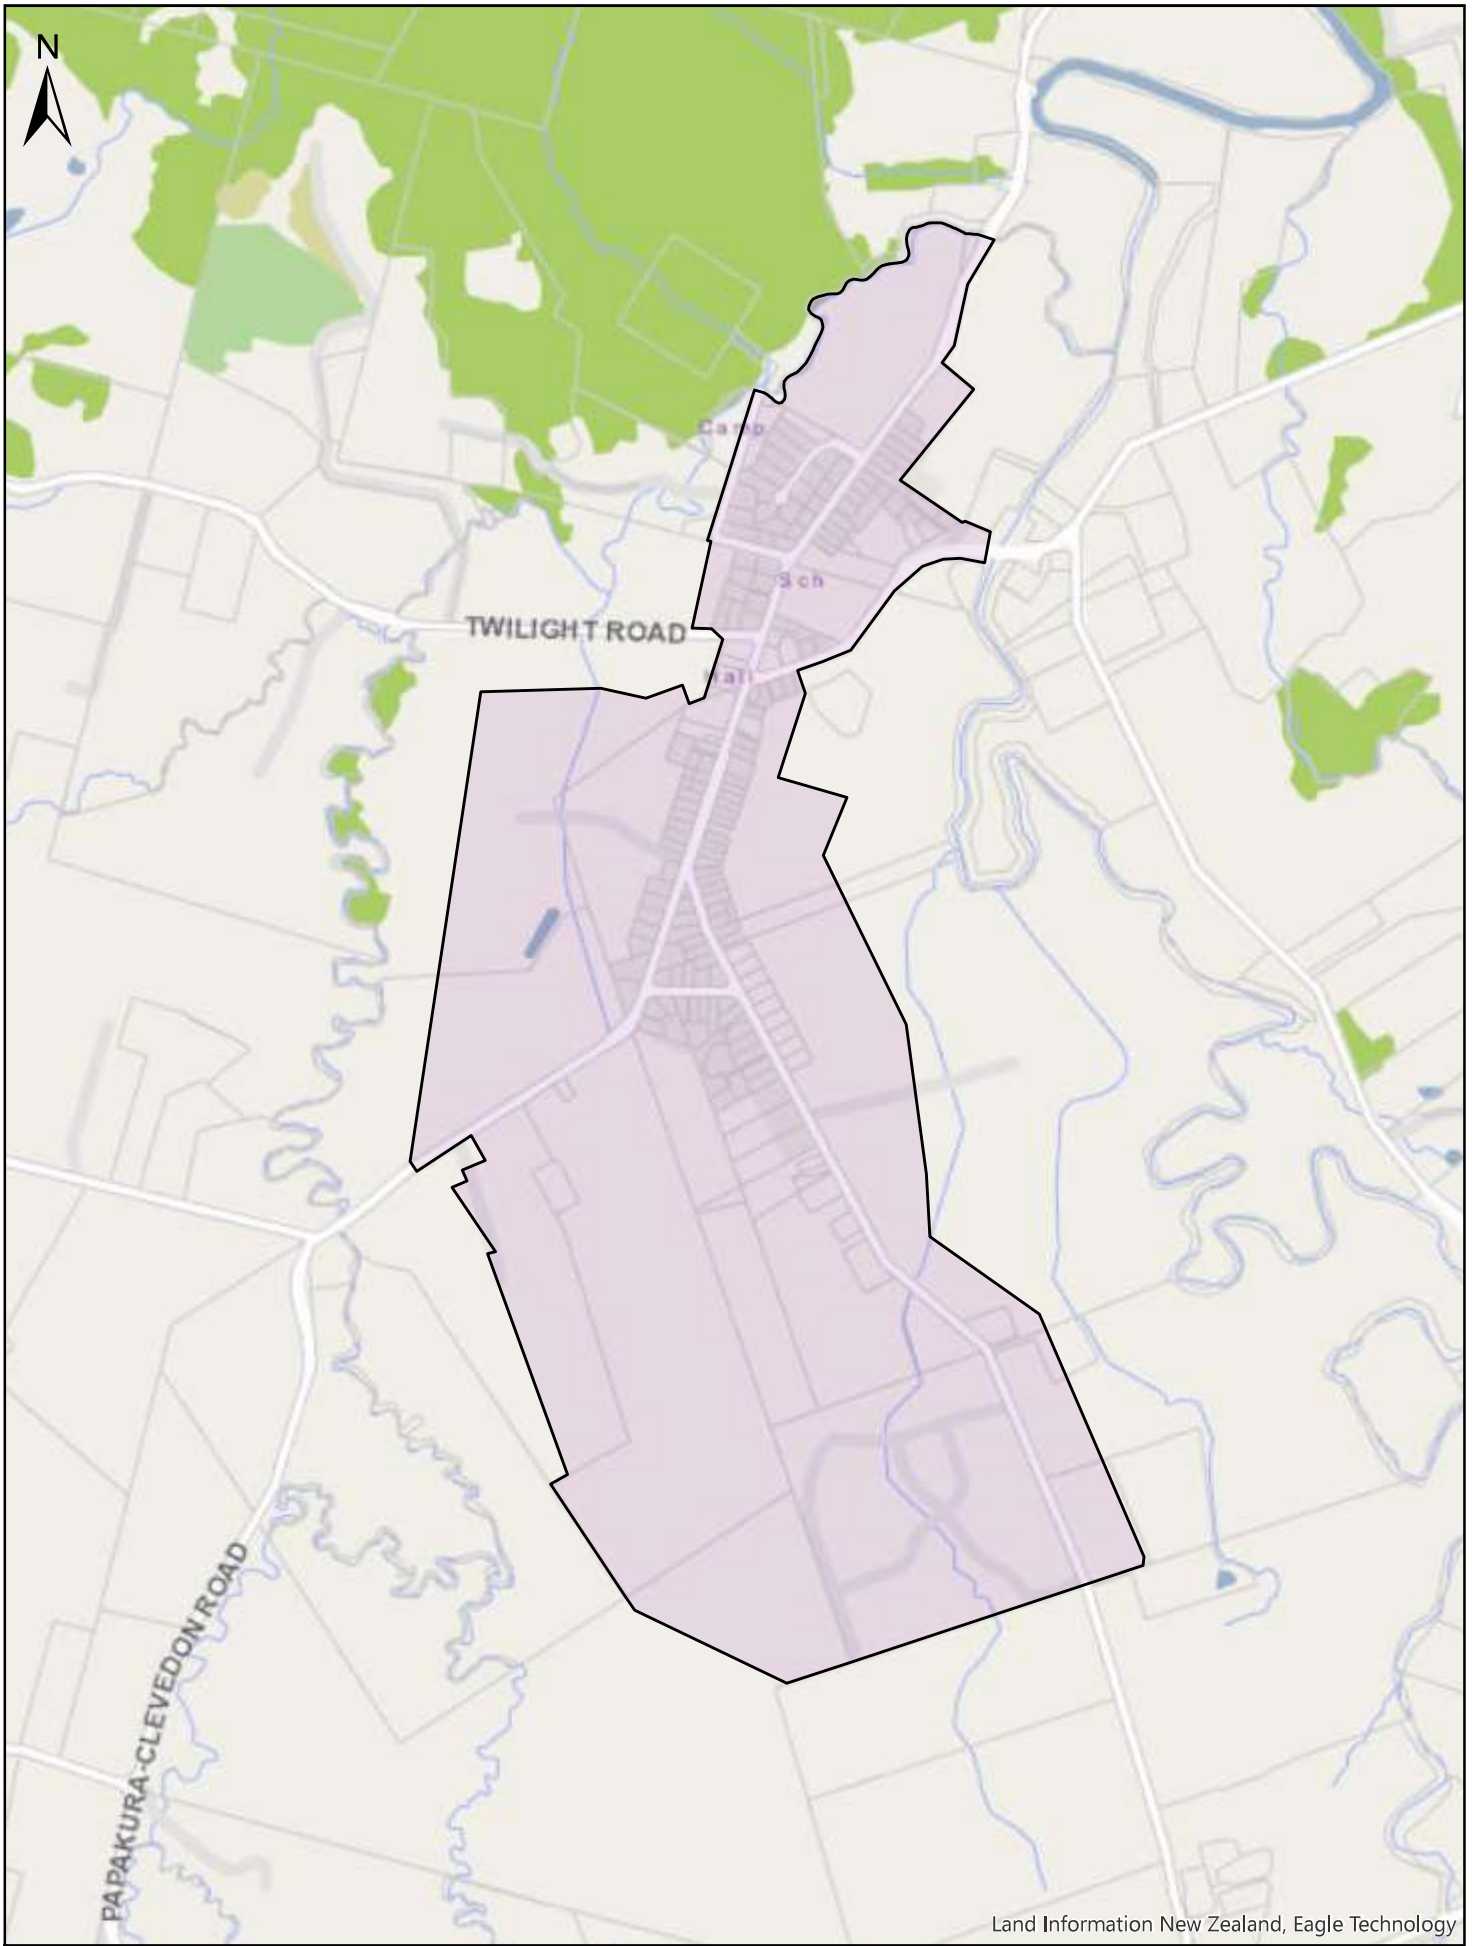 N
Camp
Sch
TWILIGHT ROAD
Hall
PAPAKURA-CLEVEDON ROAD
Land Information New Zealand, Eagle Technology